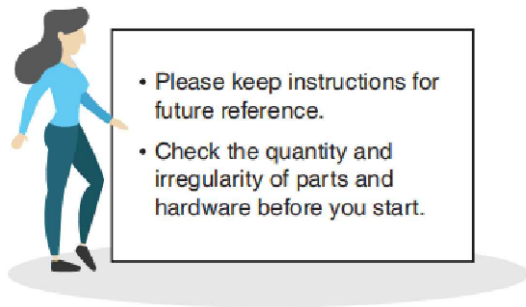 • Please keep instructions for
future reference.
• Check the quantity and
irregularity of parts and
hardware before you start.